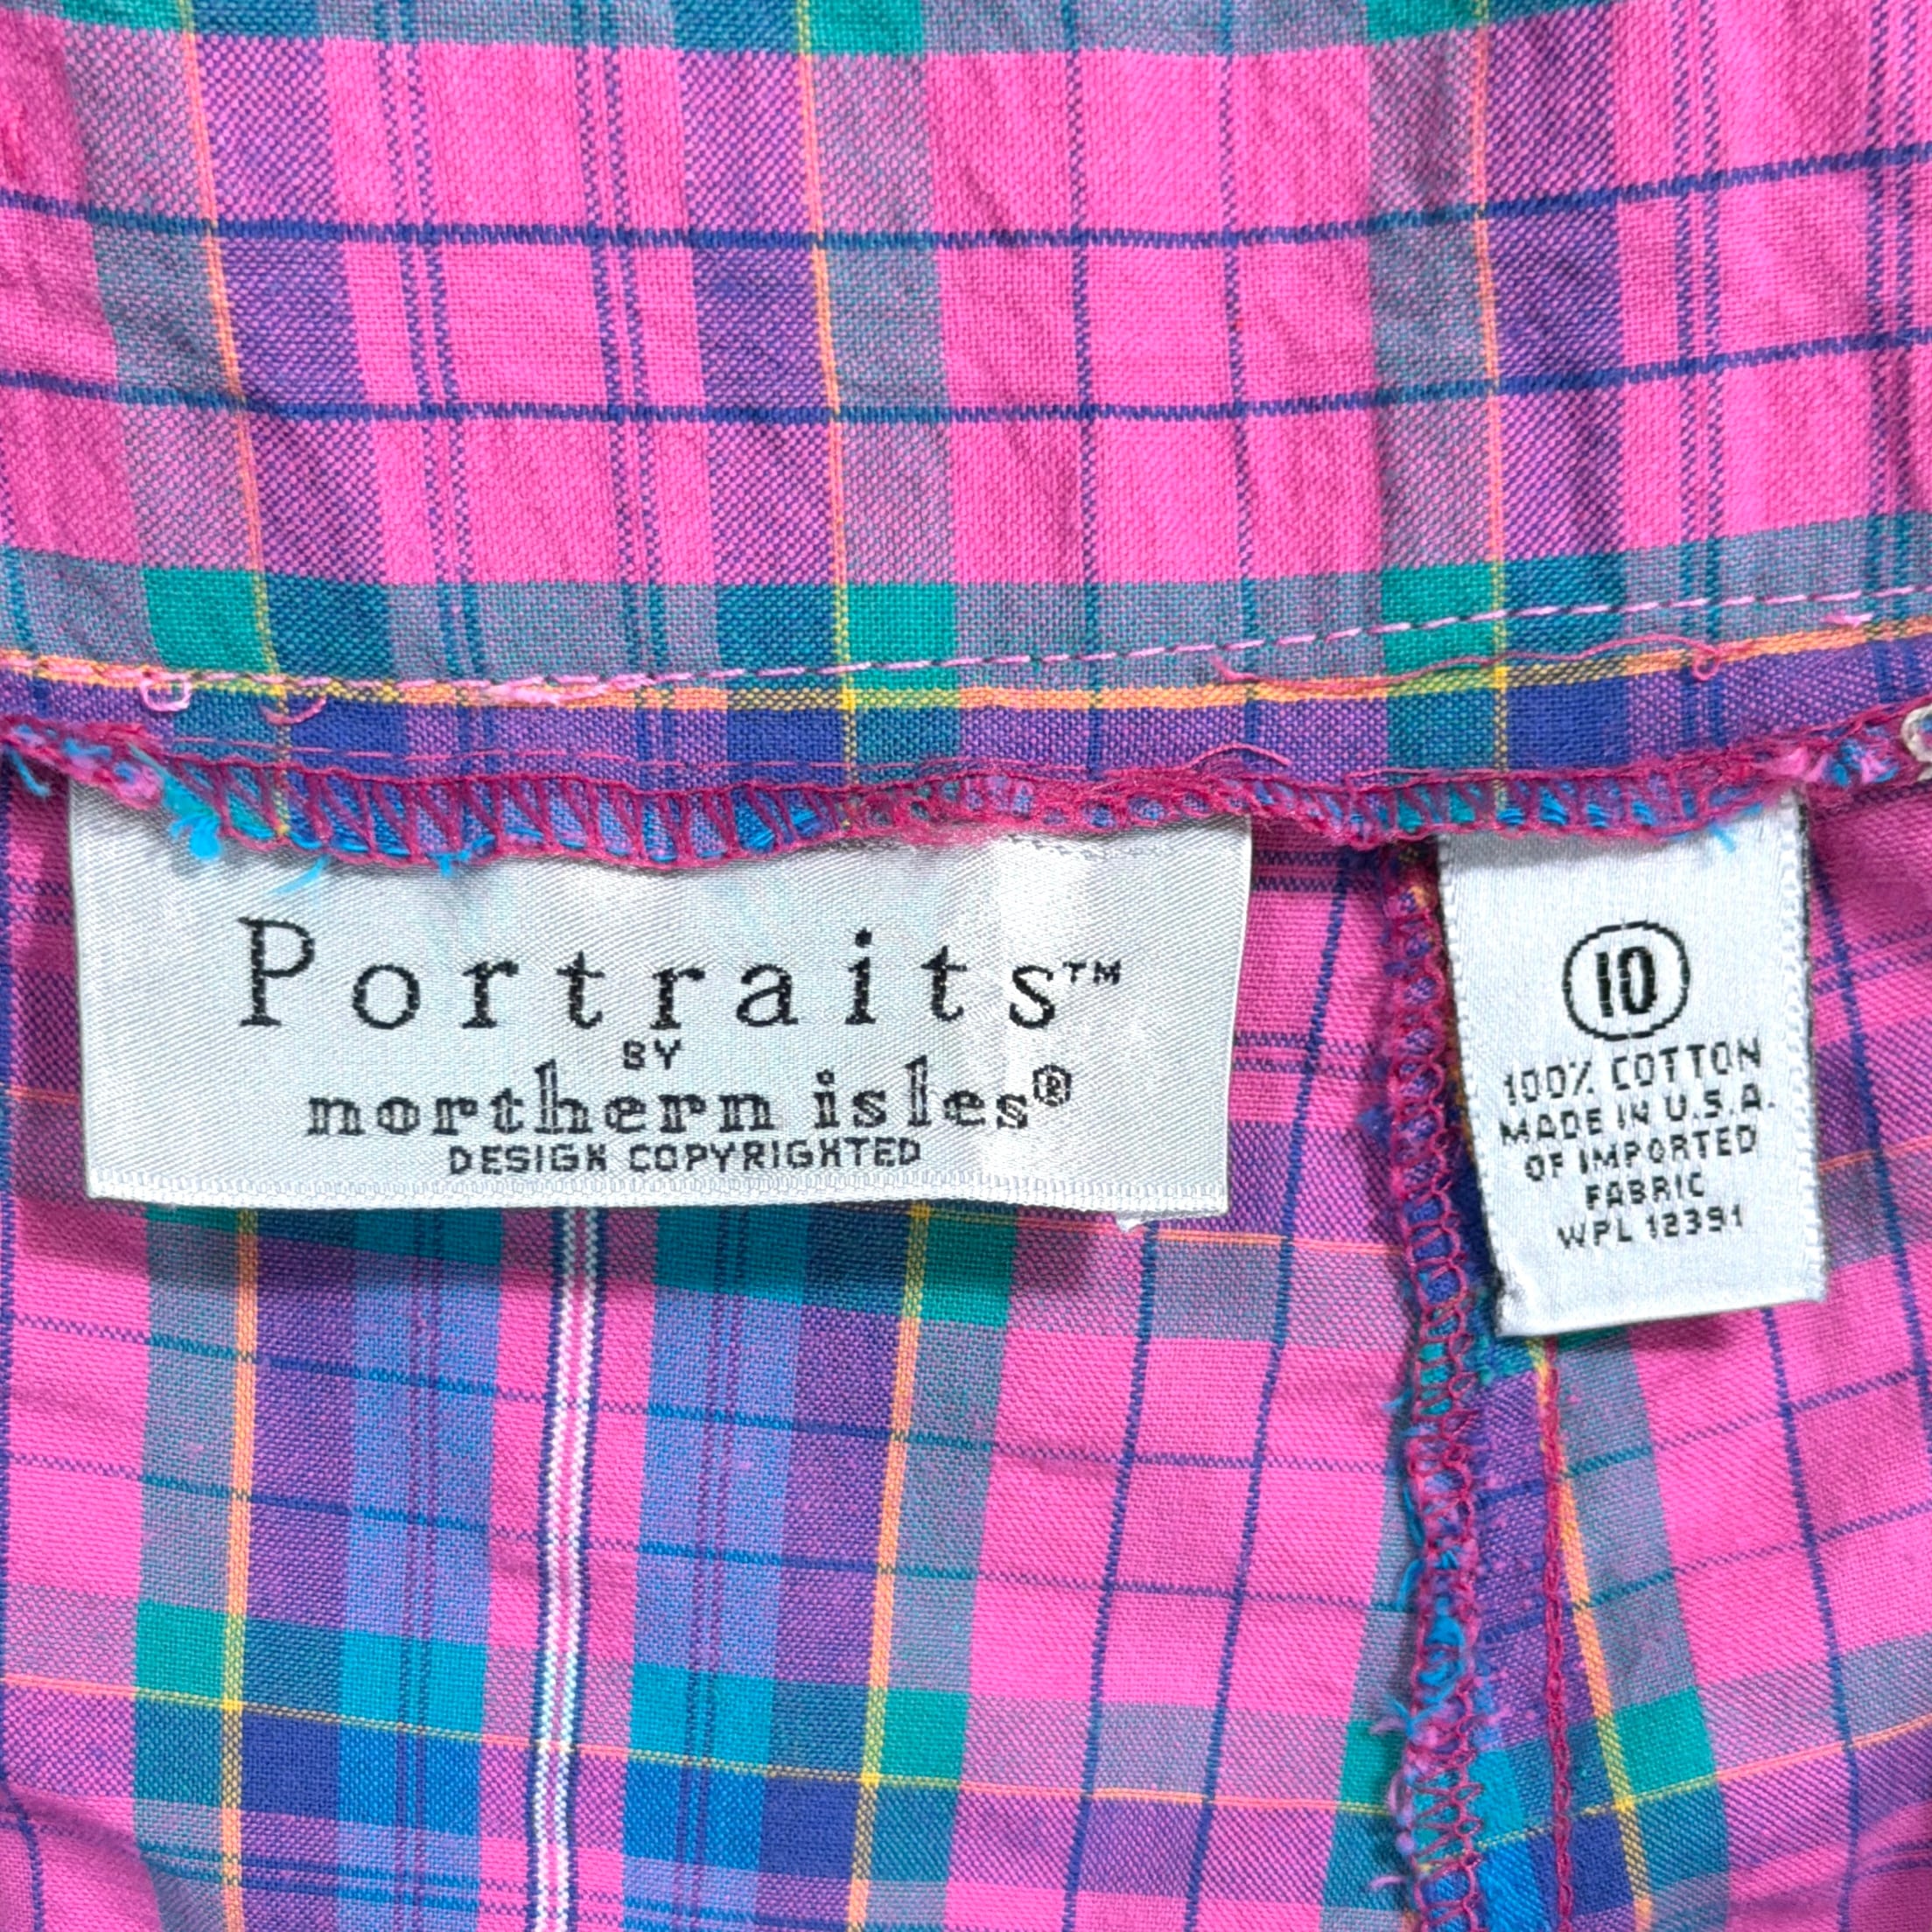 Portraits™
BY
northern isles®
DESIGN COPYRIGHTED
10
100% COTTON
MADE IN U.S.A.
OF IMPORTED
FABRIC
WPL 12391